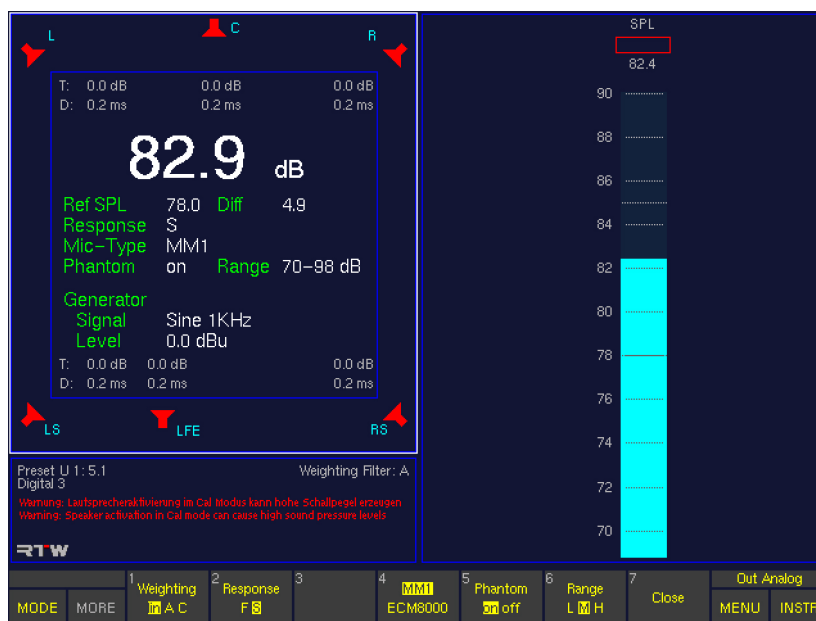 L C R
T: 0.0 dB 0.0 dB 0.0 dB
D: 0.2 ms 0.2 ms 0.2 ms
82.9 dB
Ref SPL 78.0 Diff 4.9
Response S
Mic-Type MM1
Phantom on Range 70-98 dB
Generator
Signal Sine 1KHz
Level 0.0 dBu
T: 0.0 dB 0.0 dB 0.0 dB
D: 0.2 ms 0.2 ms 0.2 ms
LS LFE RS
Preset U 1: 5.1 Weighting Filter: A
Digital 3
Warnung: Lautsprecheraktivierung im Cal Modus kann hohe Schallpegel erzeugen
Warning: Speaker activation in Cal mode can cause high sound pressure levels
RTW
SPL
82.4
90
88
86
84
82
80
78
76
74
72
70
1 Weighting 2 Response 3 4 MM1 5 Phantom 6 Range 7 Close Out Analog
MODE MORE lin A C F S ECM8000 on off L M H MENU INSTR